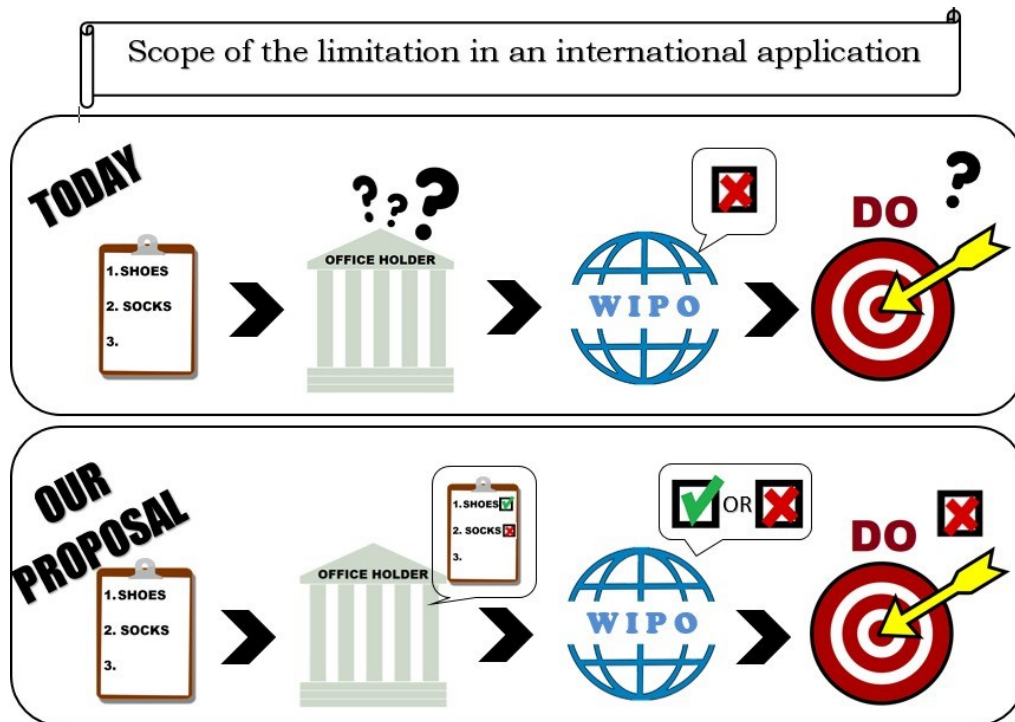 Scope of the limitation in an international application
TODAY
1. SHOES
2. SOCKS
3.
? ? ?
OFFICE HOLDER
WIPO
DO
?
OUR
PROPOSAL
1. SHOES
2. SOCKS
3.
OFFICE HOLDER
1. SHOES
2. SOCKS
3.
OR
WIPO
DO